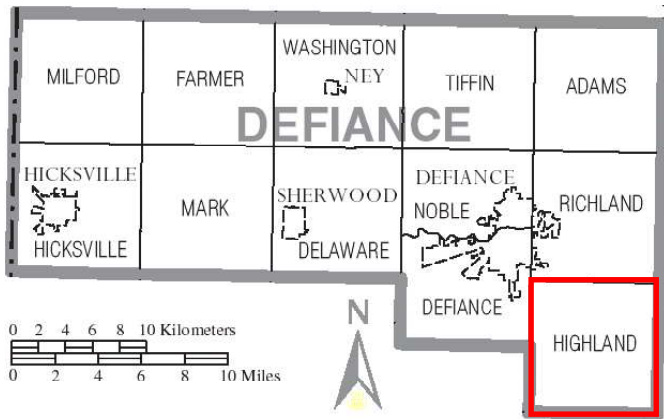 WASHINGTON
MILFORD
FARMER
NEY
TIFFIN
ADAMS
DEFIANCE
HICKSVILLE
MARK
SHERWOOD
DEFIANCE
NOBLE
RICHLAND
HICKSVILLE
DELAWARE
DEFIANCE
HIGHLAND
N
0 2 4 6 8 10 Kilometers
0 2 4 6 8 10 Miles